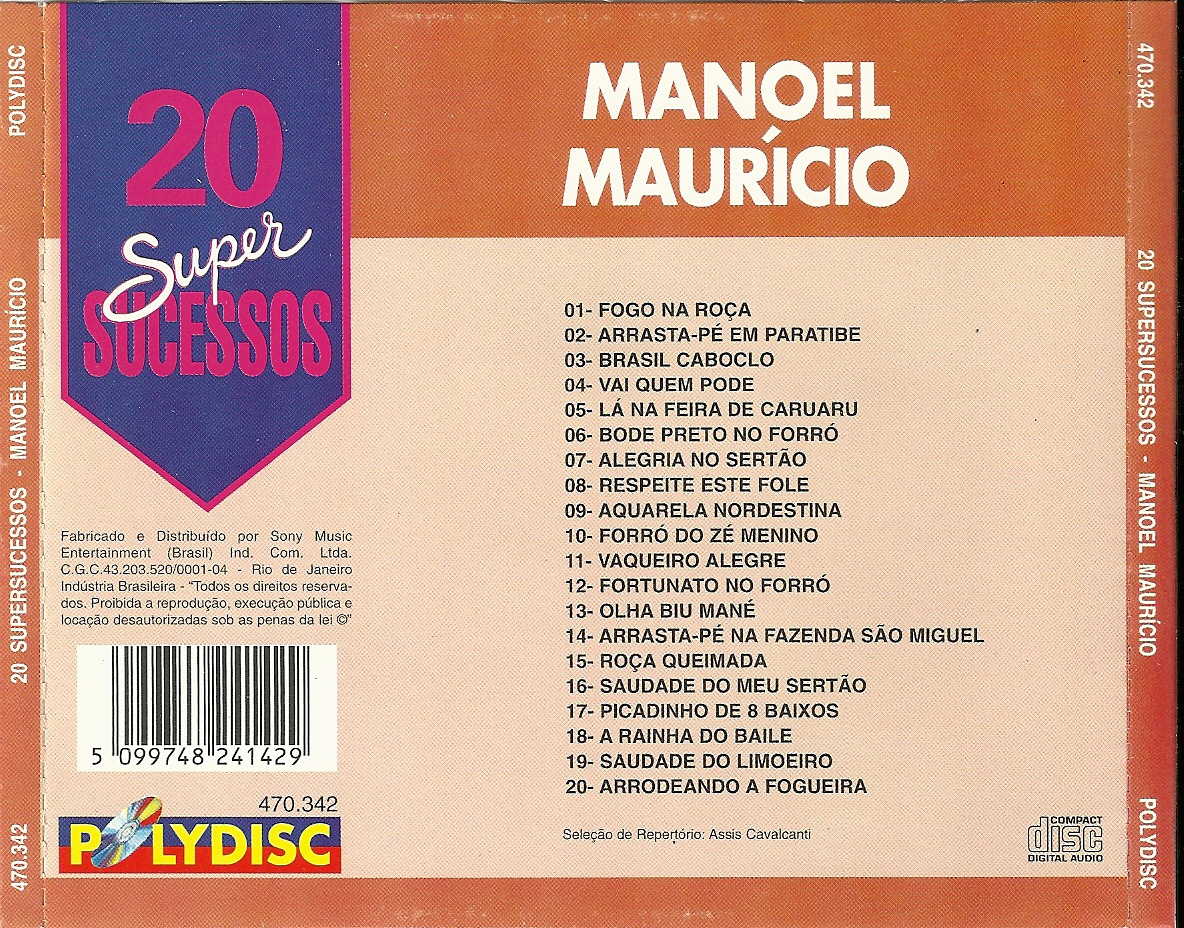 POLYDISC
20 SUPERSUCESSOS - MANOEL MAURÍCIO
470.342
20
Super
SUCESSOS
MANOEL
MAURÍCIO
01- FOGO NA ROÇA
02- ARRASTA-PÉ EM PARATIBE
03- BRASIL CABOCLO
04- VAI QUEM PODE
05- LÁ NA FEIRA DE CARUARU
06- BODE PRETO NO FORRÓ
07- ALEGRIA NO SERTÃO
08- RESPEITE ESTE FOLE
09- AQUARELA NORDESTINA
10- FORRÓ DO ZÉ MENINO
11- VAQUEIRO ALEGRE
12- FORTUNATO NO FORRÓ
13- OLHA BIU MANÉ
14- ARRASTA-PÉ NA FAZENDA SÃO MIGUEL
15- ROÇA QUEIMADA
16- SAUDADE DO MEU SERTÃO
17- PICADINHO DE 8 BAIXOS
18- A RAINHA DO BAILE
19- SAUDADE DO LIMOEIRO
20- ARRODEANDO A FOGUEIRA
Seleção de Repertório: Assis Cavalcanti
Fabricado e Distribuído por Sony Music
Entertainment (Brasil) Ind. Com. Ltda.
C.G.C.43.203.520/0001-04 - Rio de Janeiro
Indústria Brasileira - “Todos os direitos reserva-
dos. Proibida a reprodução, execução pública e
locação desautorizadas sob as penas da lei ©”
5 099748 241429
470.342
POLYDISC
COMPACT
disc
DIGITAL AUDIO
470.342
20 SUPERSUCESSOS - MANOEL MAURÍCIO
POLYDISC